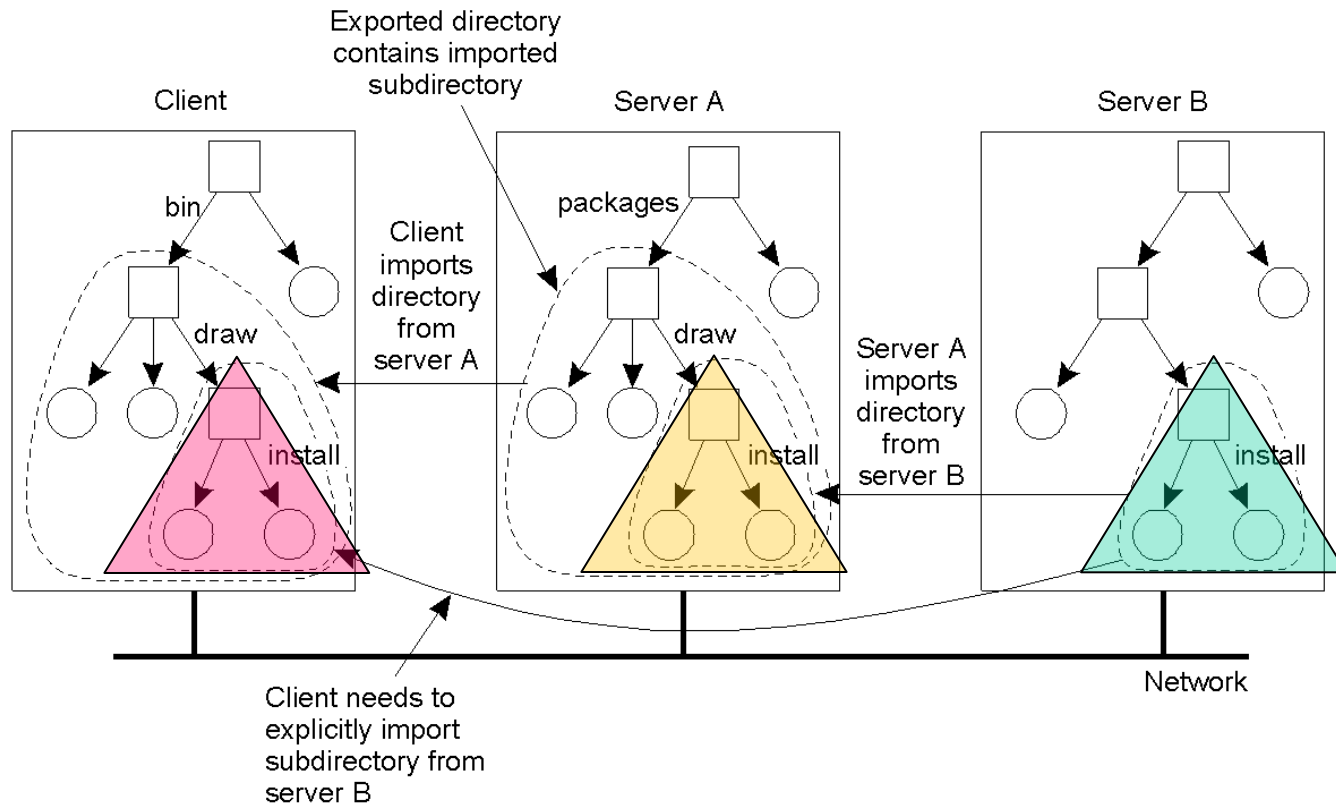 Exported directory
contains imported
subdirectory
Client
Server A
Server B
bin
packages
Client
imports
directory
from
server A
draw
draw
Server A
imports
directory
from
server B
install
install
install
Network
Client needs to
explicitly import
subdirectory from
server B